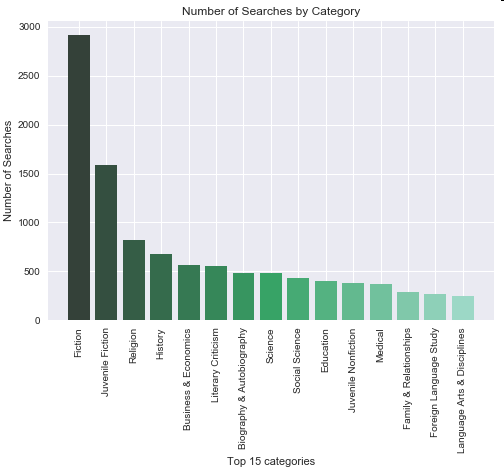 Number of Searches by Category
3000
2500
2000
1500
1000
500
0
Number of Searches
Fiction
Juvenile Fiction
Religion
History
Business & Economics
Literary Criticism
Biography & Autobiography
Science
Social Science
Education
Juvenile Nonfiction
Medical
Family & Relationships
Foreign Language Study
Language Arts & Disciplines
Top 15 categories